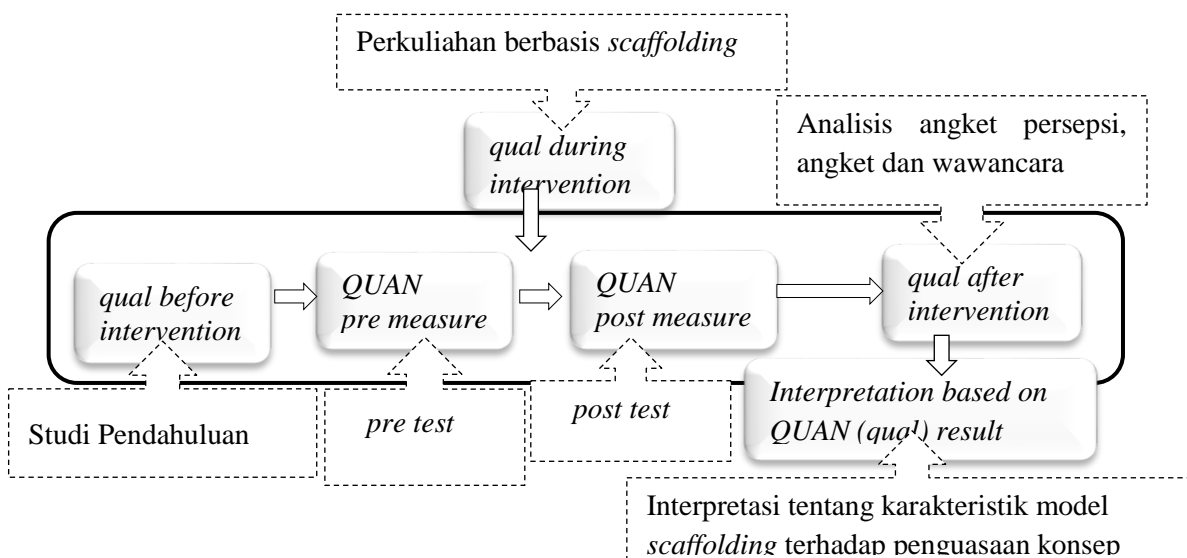 Perkuliahan berbasis scaffolding
qual during
intervention
Analisis angket persepsi,
angket dan wawancara
qual before
intervention
QUAN
pre measure
QUAN
post measure
qual after
intervention
Studi Pendahuluan
pre test
post test
Interpretation based on
QUAN (qual) result
Interpretasi tentang karakteristik model
scaffolding terhadap penguasaan konsep